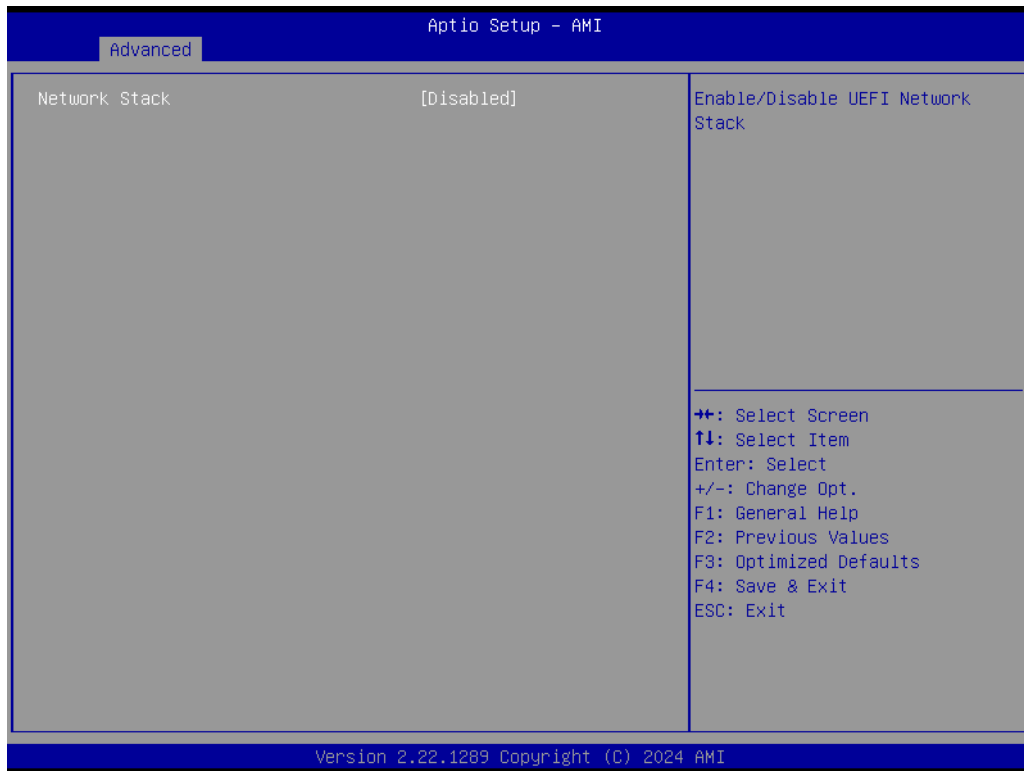 Aptio Setup – AMI
Advanced
Network Stack [Disabled]
Enable/Disable UEFI Network
Stack
→←: Select Screen
↑↓: Select Item
Enter: Select
+/-: Change Opt.
F1: General Help
F2: Previous Values
F3: Optimized Defaults
F4: Save & Exit
ESC: Exit
Version 2.22.1289 Copyright (C) 2024 AMI